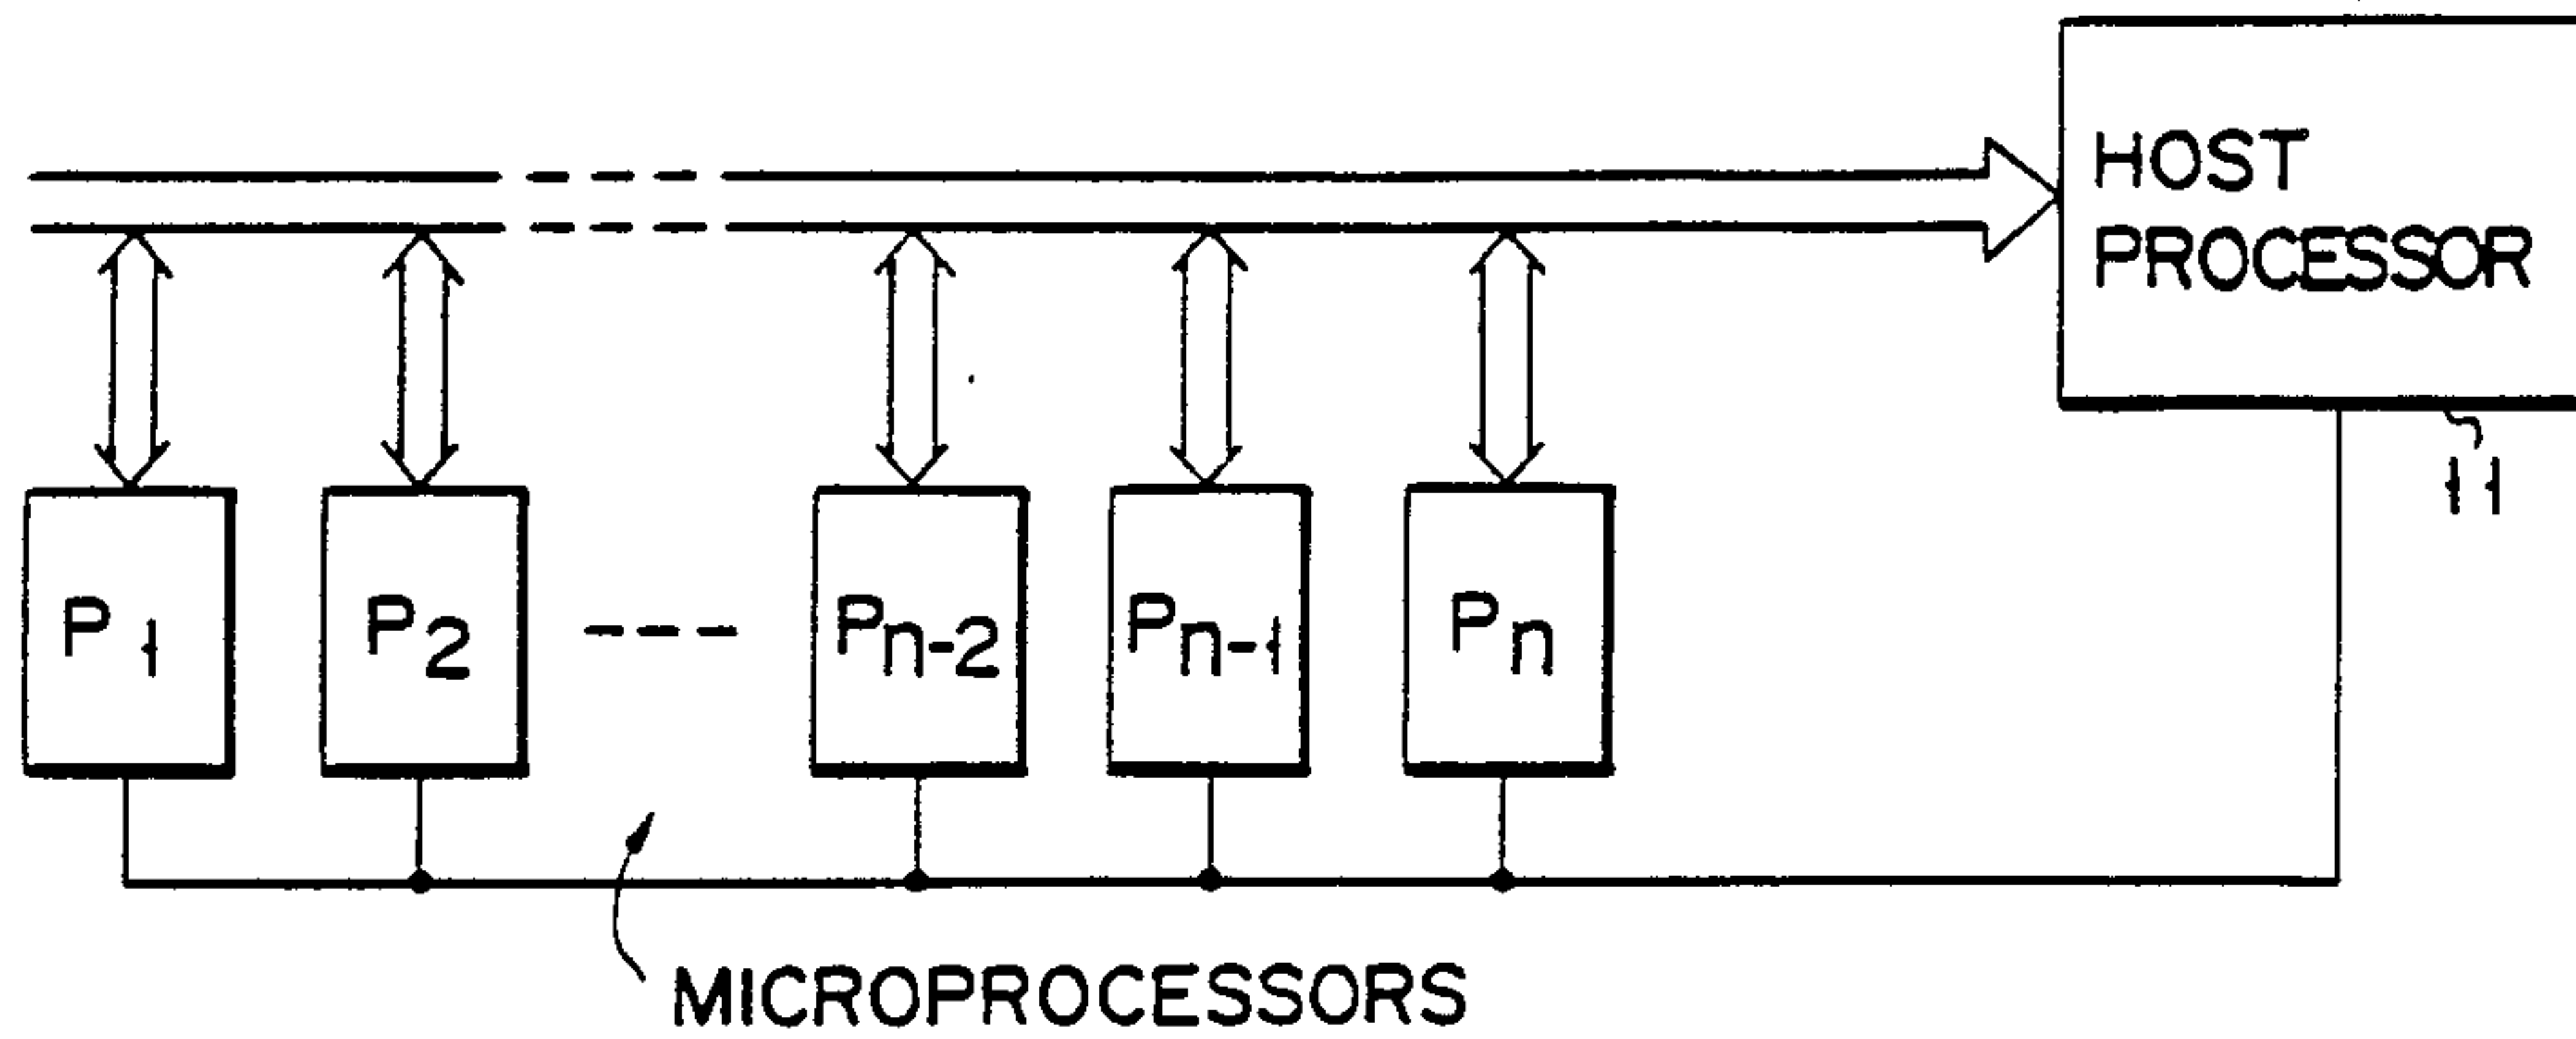 HOST
PROCESSOR
11
P1
P2
Pn-2
Pn-1
Pn
MICROPROCESSORS